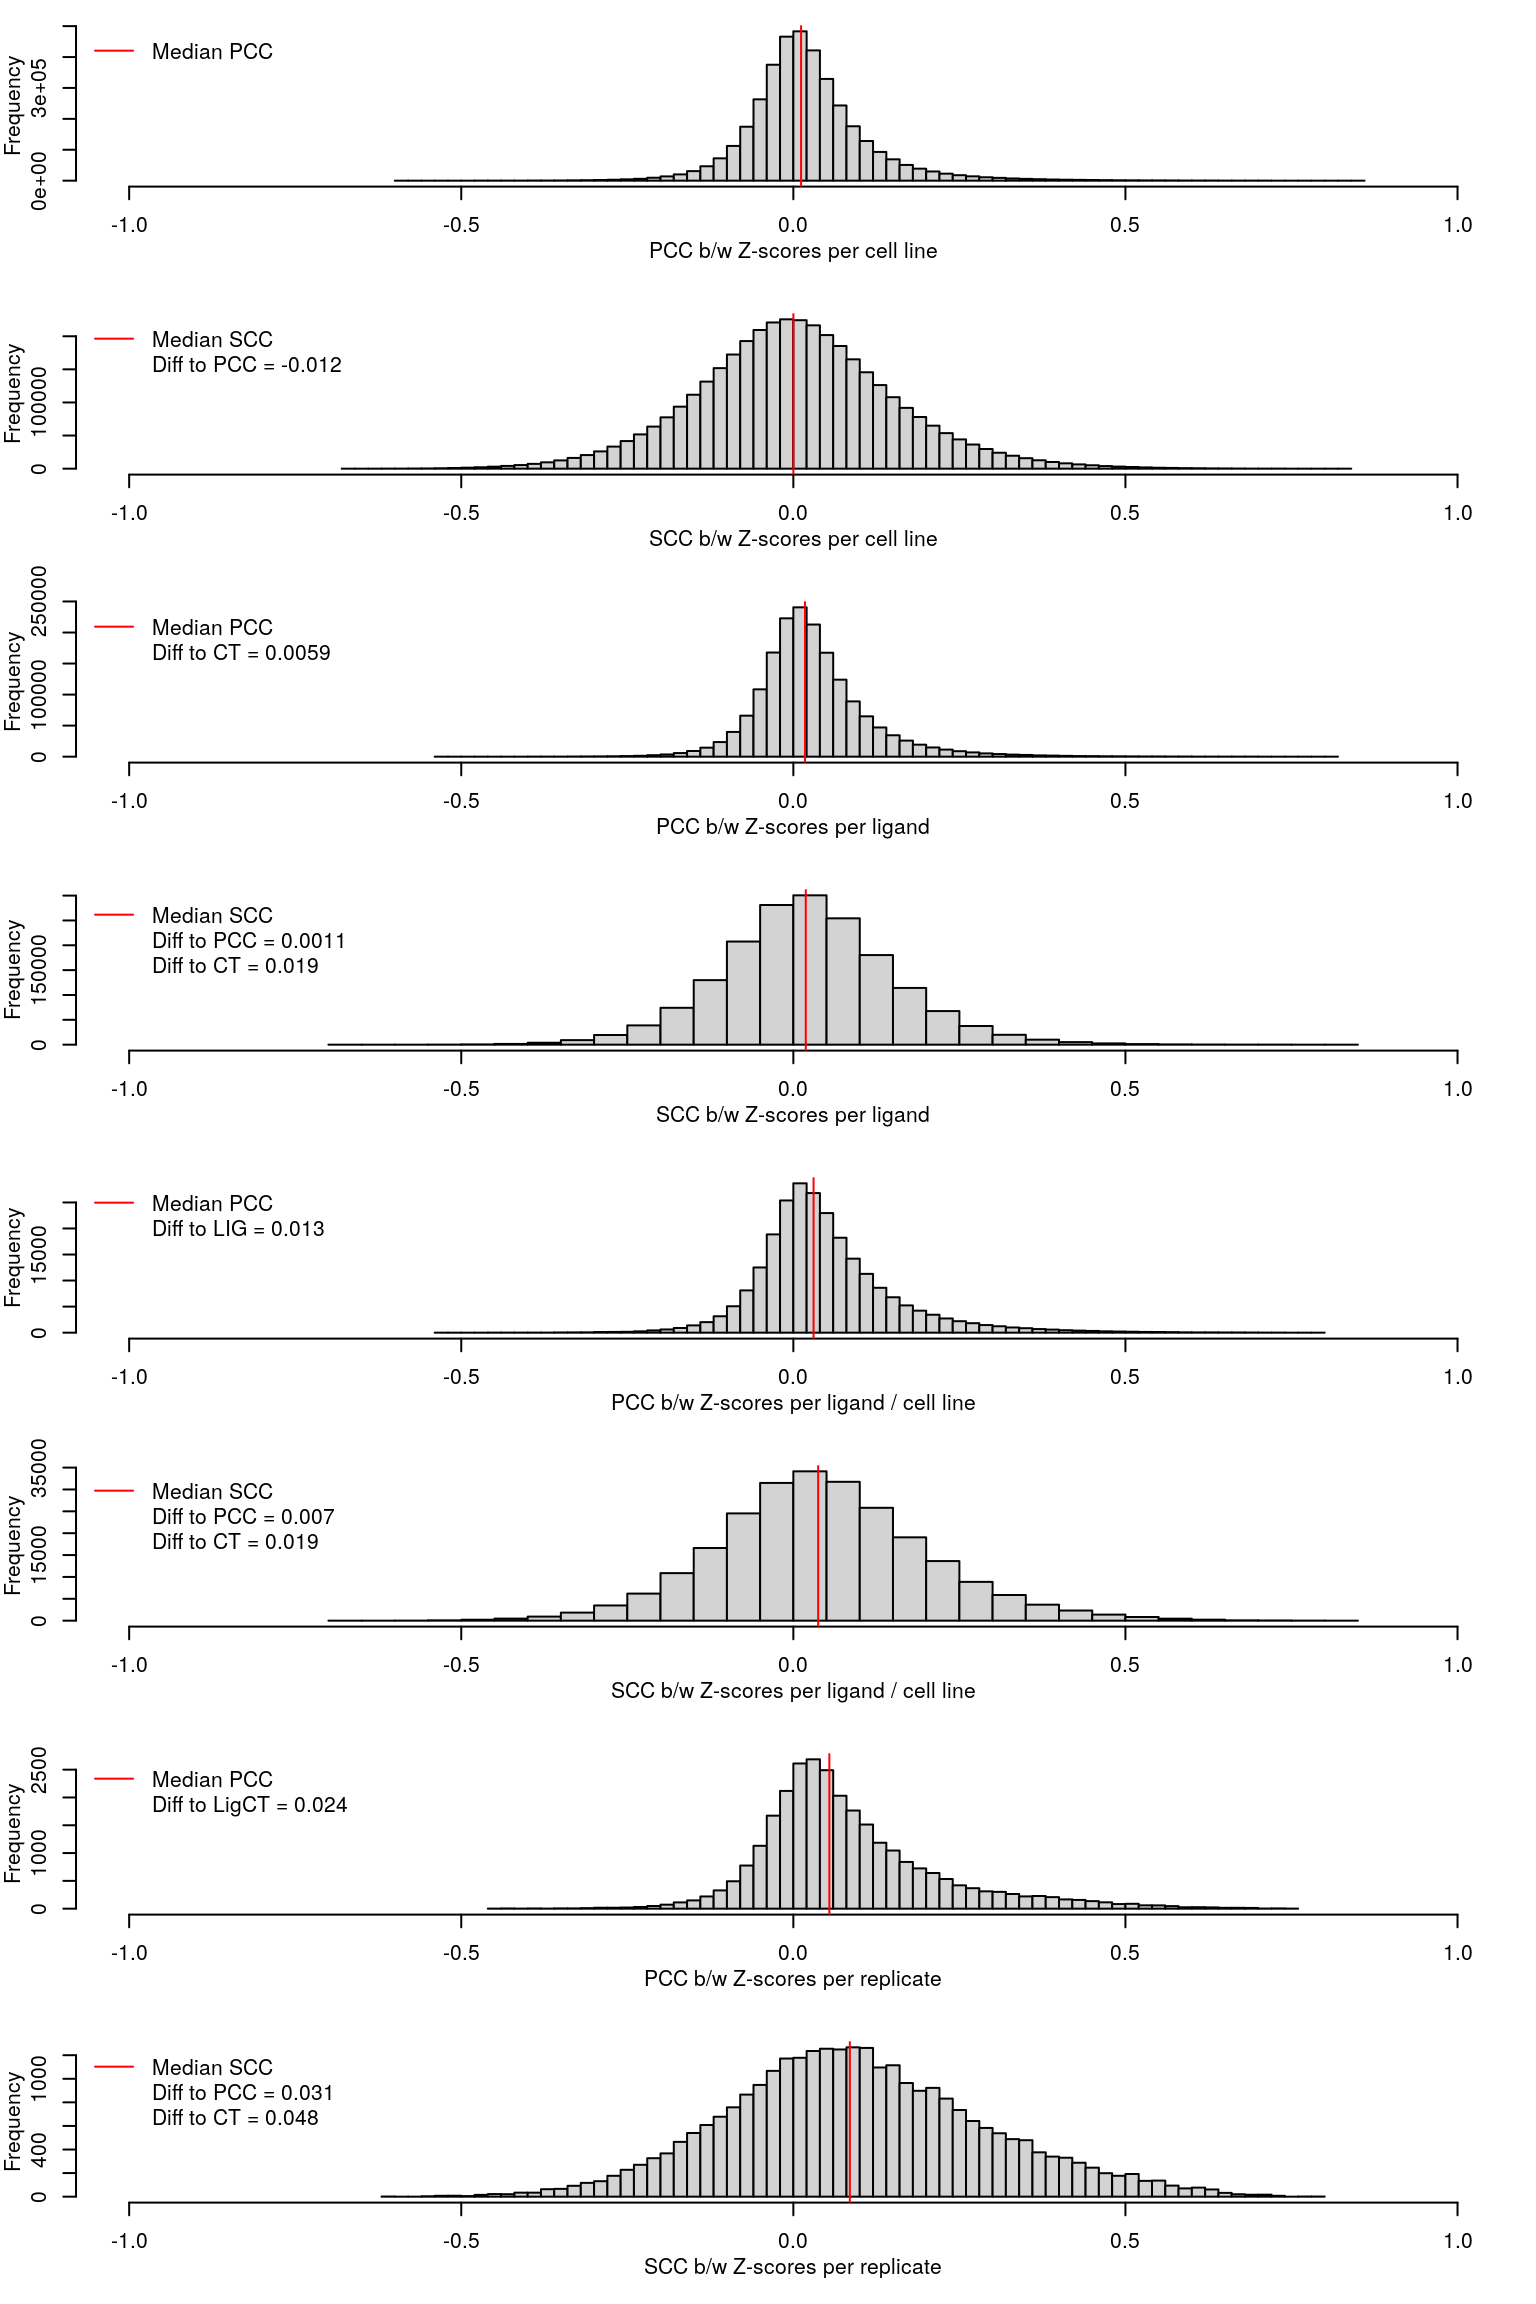 Median PCC
Frequency
0e+00 3e+05
-1.0 -0.5 0.0 0.5 1.0
PCC b/w Z-scores per cell line
Median SCC
Diff to PCC = -0.012
Frequency
0 100000
-1.0 -0.5 0.0 0.5 1.0
SCC b/w Z-scores per cell line
Median PCC
Diff to CT = 0.0059
Frequency
0 100000 250000
-1.0 -0.5 0.0 0.5 1.0
PCC b/w Z-scores per ligand
Median SCC
Diff to PCC = 0.0011
Diff to CT = 0.019
Frequency
0 150000
-1.0 -0.5 0.0 0.5 1.0
SCC b/w Z-scores per ligand
Median PCC
Diff to LIG = 0.013
Frequency
0 15000
-1.0 -0.5 0.0 0.5 1.0
PCC b/w Z-scores per ligand / cell line
Median SCC
Diff to PCC = 0.007
Diff to CT = 0.019
Frequency
0 15000 35000
-1.0 -0.5 0.0 0.5 1.0
SCC b/w Z-scores per ligand / cell line
Median PCC
Diff to LigCT = 0.024
Frequency
0 1000 2500
-1.0 -0.5 0.0 0.5 1.0
PCC b/w Z-scores per replicate
Median SCC
Diff to PCC = 0.031
Diff to CT = 0.048
Frequency
0 400 1000
-1.0 -0.5 0.0 0.5 1.0
SCC b/w Z-scores per replicate